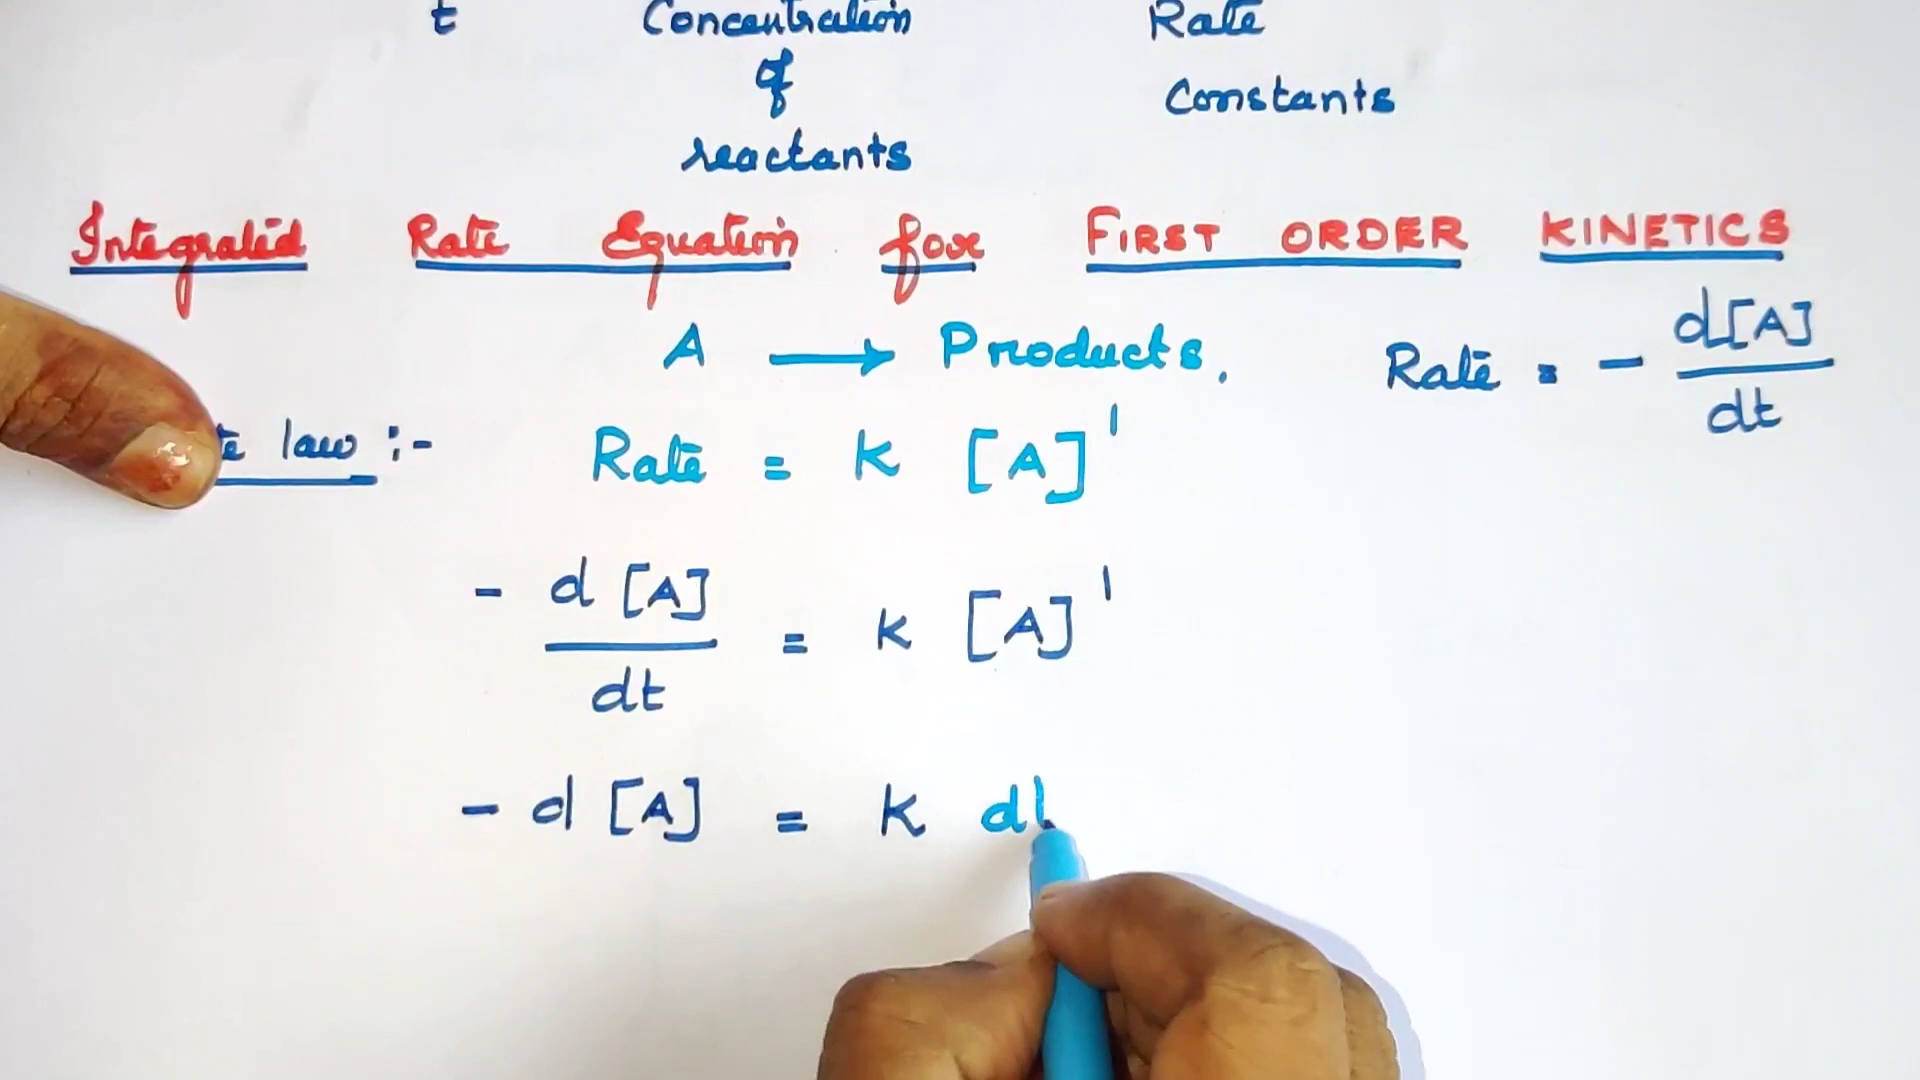 t Concentration Rate
of Constants
reactants
Integrated Rate Equation for FIRST ORDER KINETICS
A → Products. Rate = - d[A]/dt
law :- Rate = K [A]¹
- d [A]/dt = K [A]¹
- d [A] = K